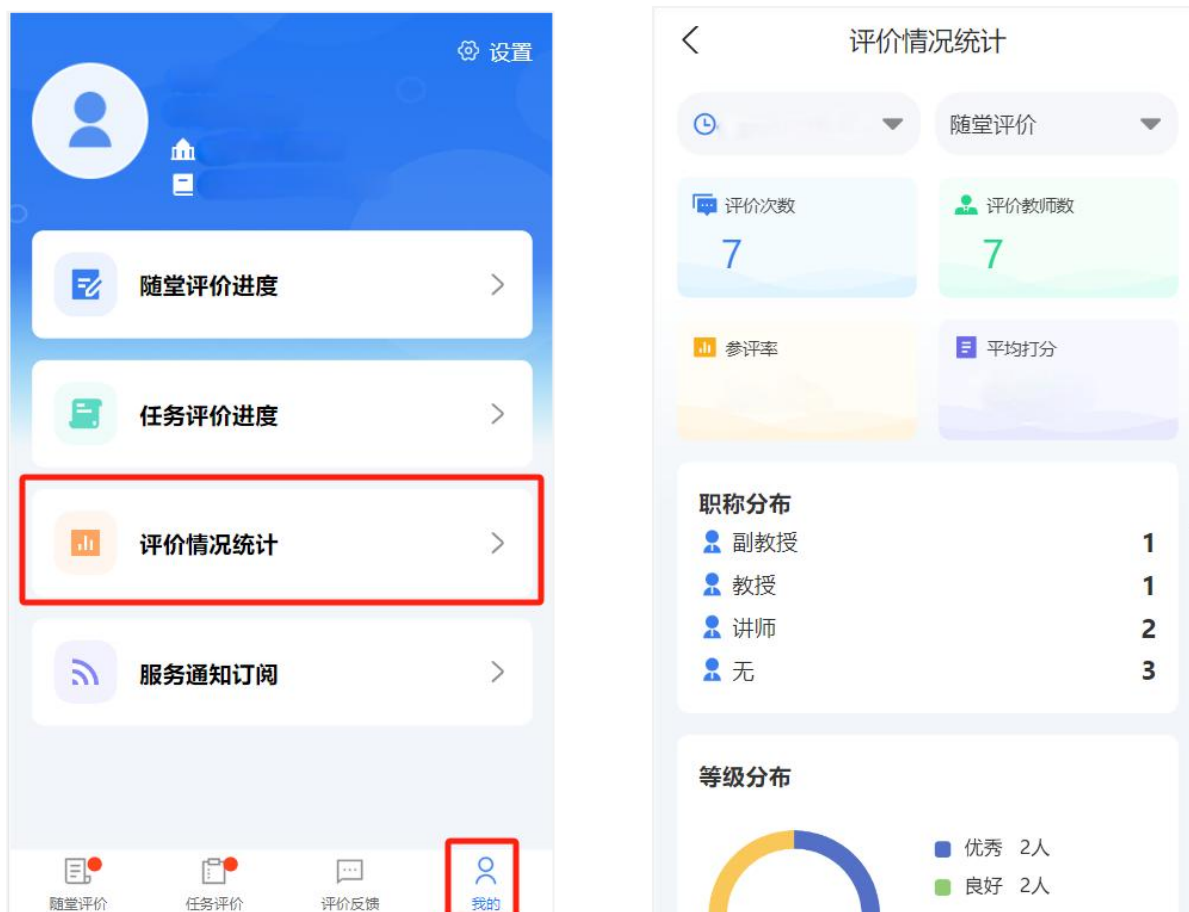 设置
随堂评价进度
任务评价进度
评价情况统计
服务通知订阅
随堂评价
任务评价
评价反馈
我的
评价情况统计
随堂评价
评价次数
7
评价教师数
7
参评率
平均打分
职称分布
副教授 1
教授 1
讲师 2
无 3
等级分布
优秀 2人
良好 2人